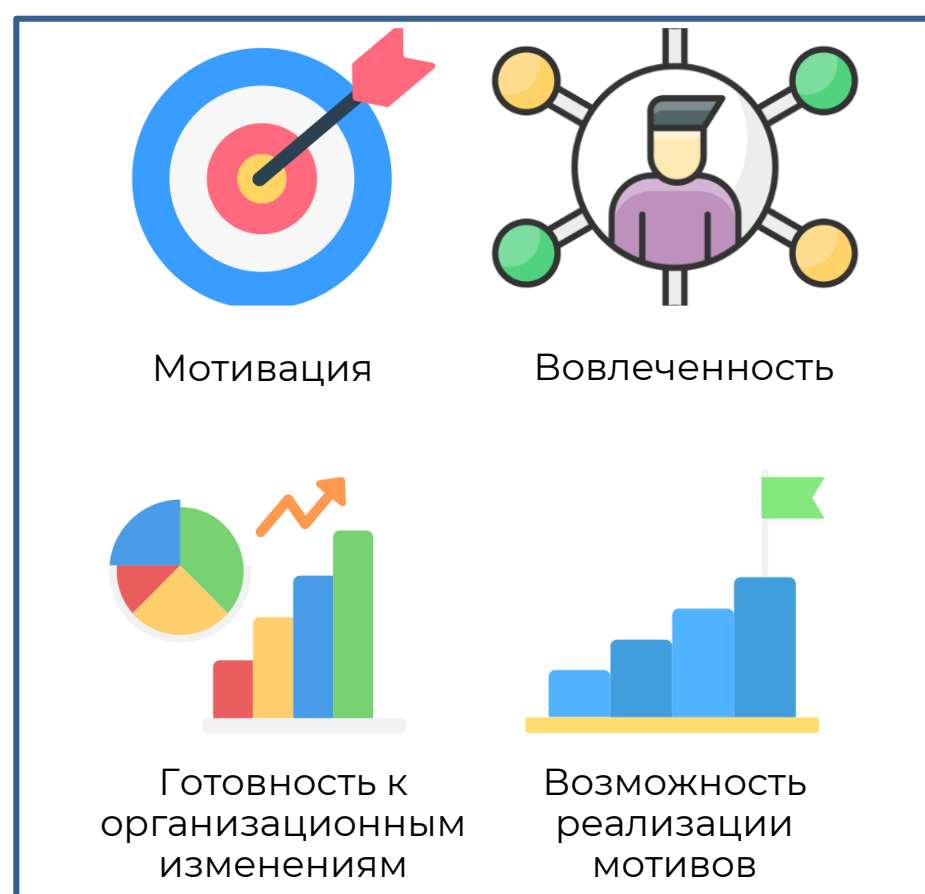 Мотивация
Вовлеченность
Готовность к
организационным
изменениям
Возможность
реализации
мотивов